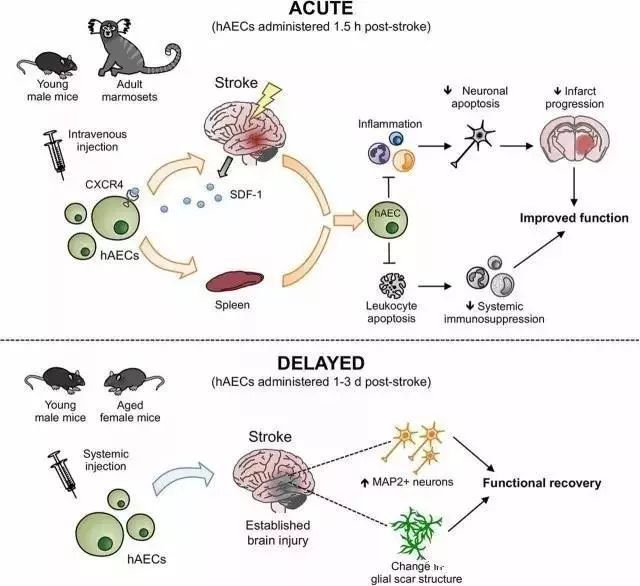 ACUTE
(hAECs administered 1.5 h post-stroke)
Young
male mice
Adult
marmosets
Stroke
Intravenous
injection
CXCR4
SDF-1
hAECs
Spleen
Inflammation
hAEC
Leukocyte
apoptosis
Neuronal
apoptosis
Infarct
progression
Improved function
Systemic
immunosuppression
DELAYED
(hAECs administered 1-3 d post-stroke)
Young
male mice
Aged
female mice
Systemic
injection
hAECs
Stroke
Established
brain injury
MAP2+ neurons
Change
glial scar structure
Functional recovery